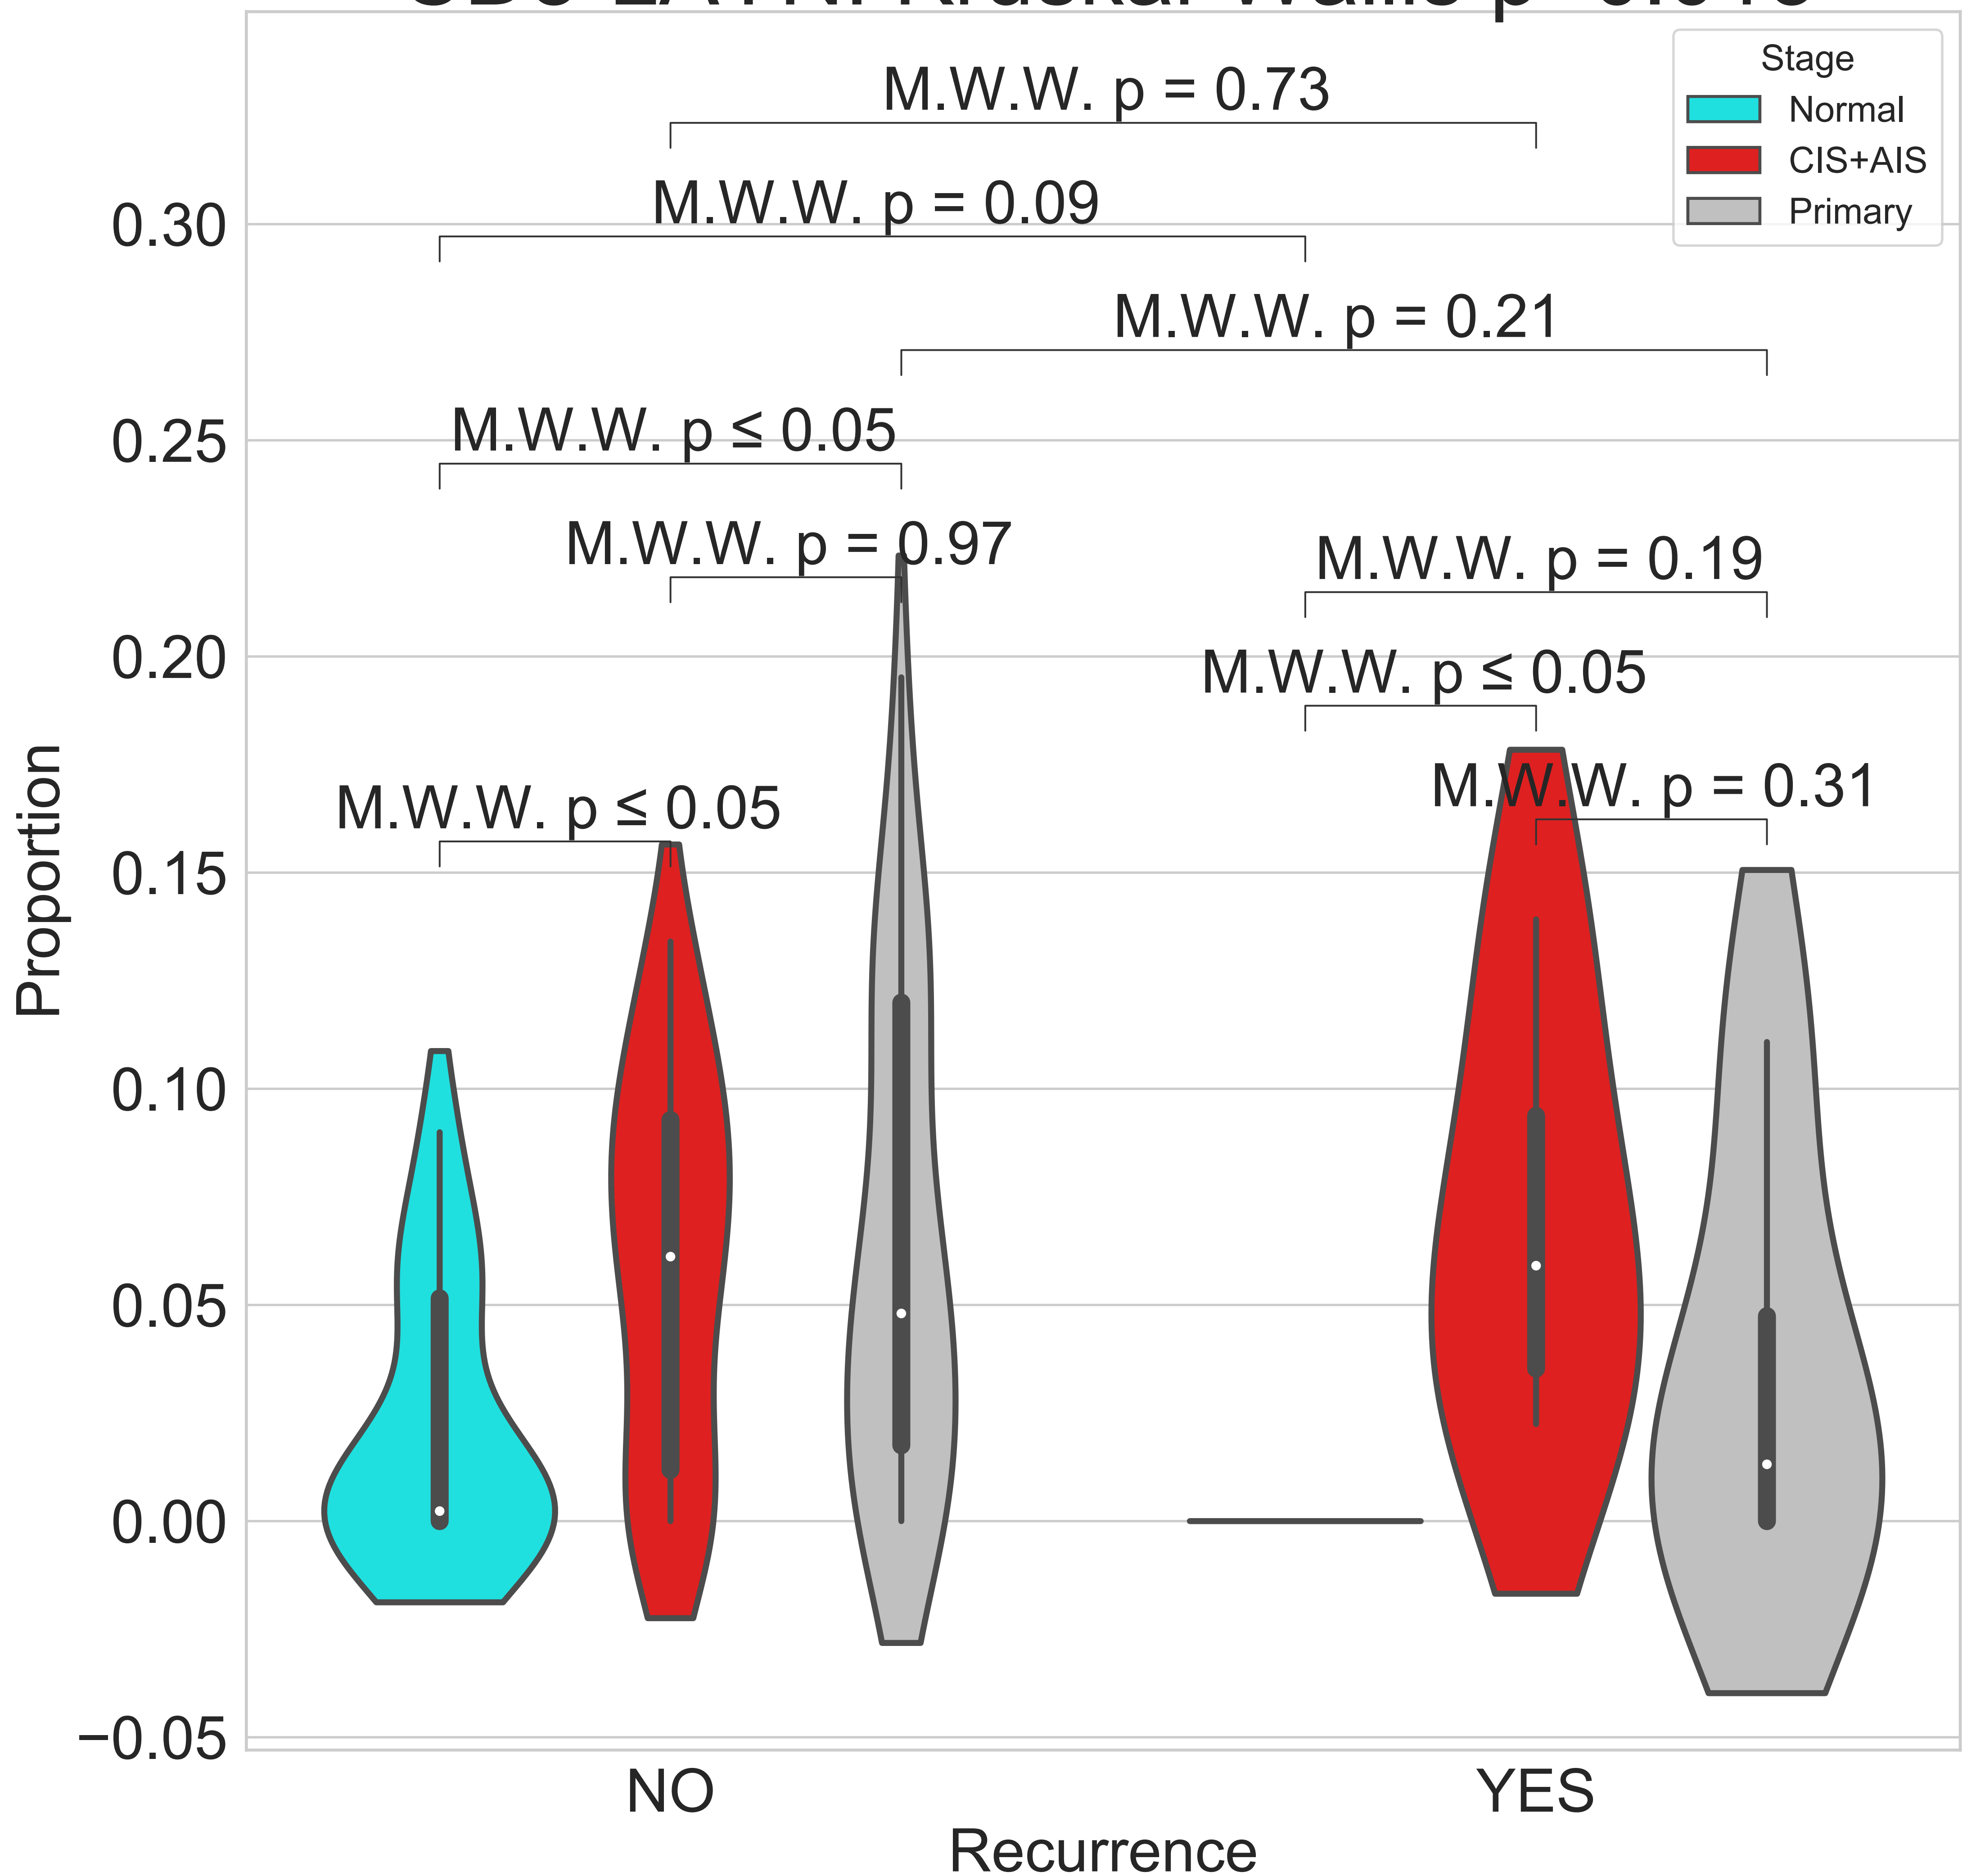 Stage
Normal
CIS+AIS
Primary
M.W.W. p = 0.73
M.W.W. p = 0.09
M.W.W. p = 0.21
M.W.W. p ≤ 0.05
M.W.W. p = 0.97
M.W.W. p = 0.19
M.W.W. p ≤ 0.05
M.W.W. p = 0.31
M.W.W. p ≤ 0.05
0.30
0.25
0.20
0.15
0.10
0.05
0.00
−0.05
Proportion
NO
YES
Recurrence